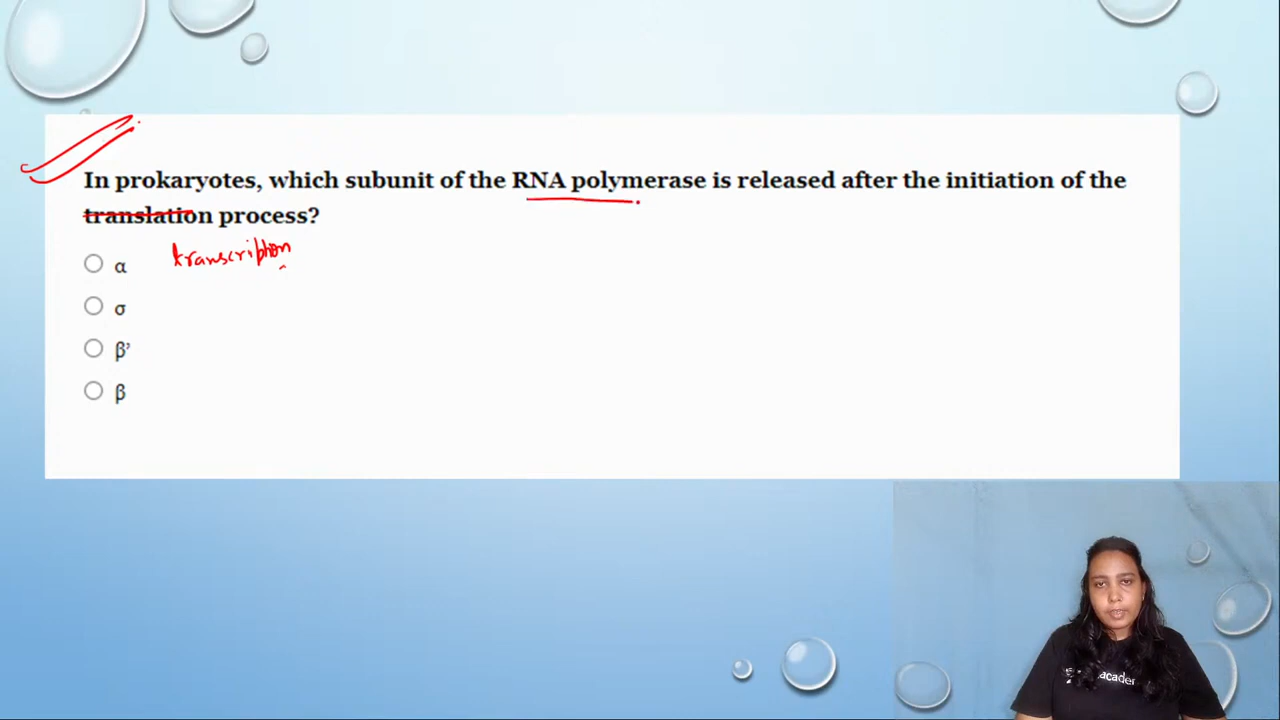 In prokaryotes, which subunit of the RNA polymerase is released after the initiation of the
translation process?
transcription
α
σ
β’
β